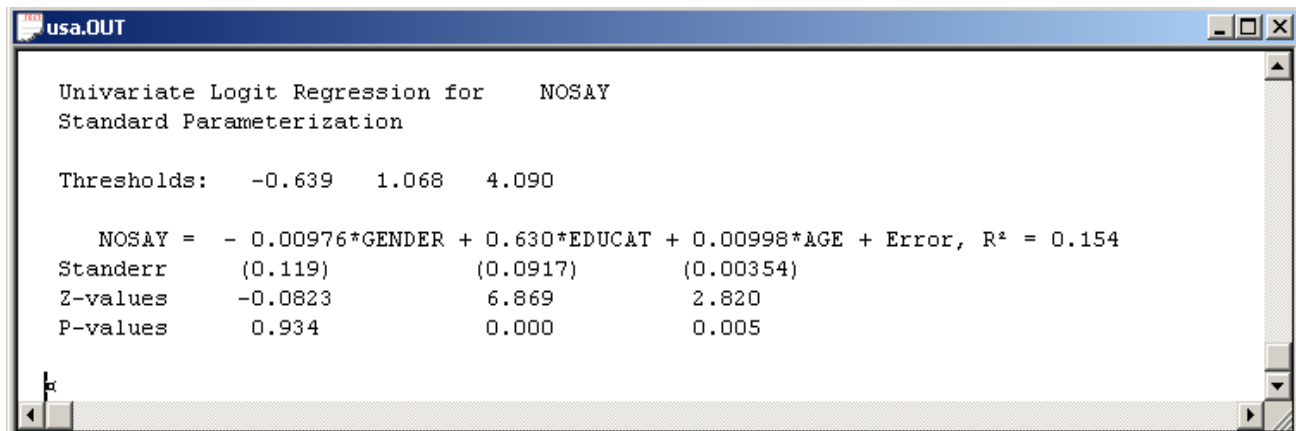 usa.OUT
Univariate Logit Regression for NOSAY
Standard Parameterization
Thresholds: -0.639 1.068 4.090
NOSAY = - 0.00976*GENDER + 0.630*EDUCAT + 0.00998*AGE + Error, R² = 0.154
Standerr (0.119) (0.0917) (0.00354)
Z-values -0.0823 6.869 2.820
P-values 0.934 0.000 0.005
¤